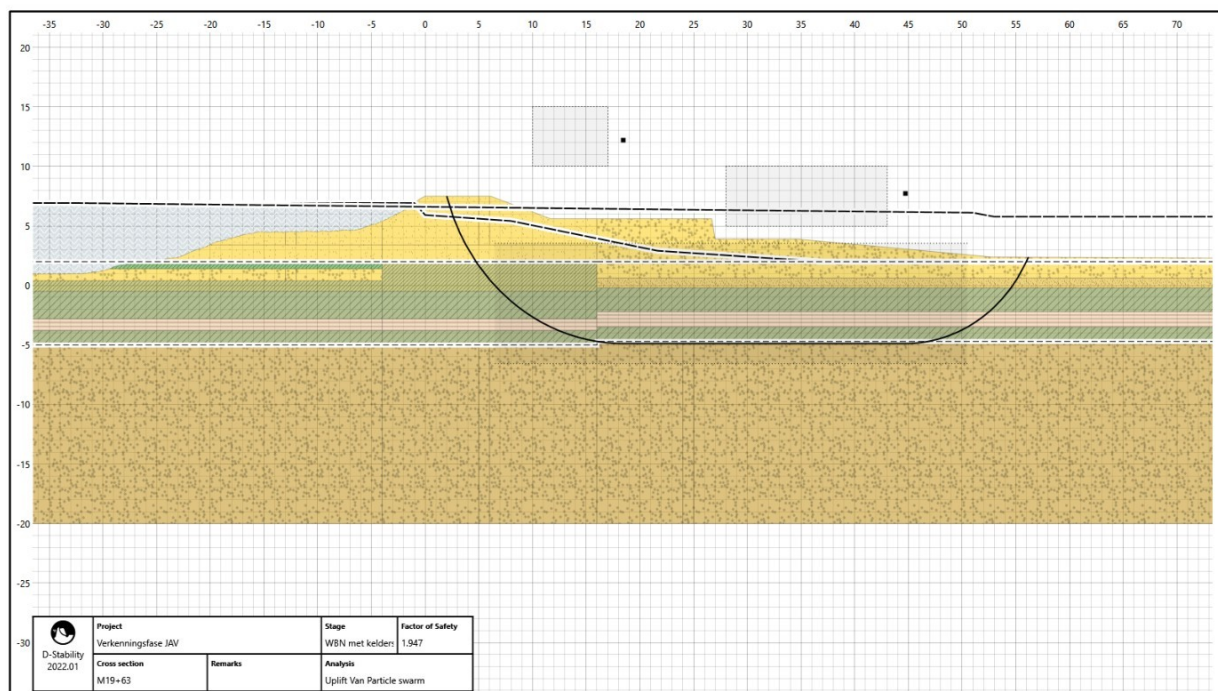 -35 -30 -25 -20 -15 -10 -5 0 5 10 15 20 25 30 35 40 45 50 55 60 65 70
20
15
10
5
0
-5
-10
-15
-20
-25
-30
D-Stability
2022.01
Project
Verkenningsfase JAV
Stage
WBN met kelders
Factor of Safety
1.947
Cross section
M19+63
Remarks
Analysis
Uplift Van Particle swarm